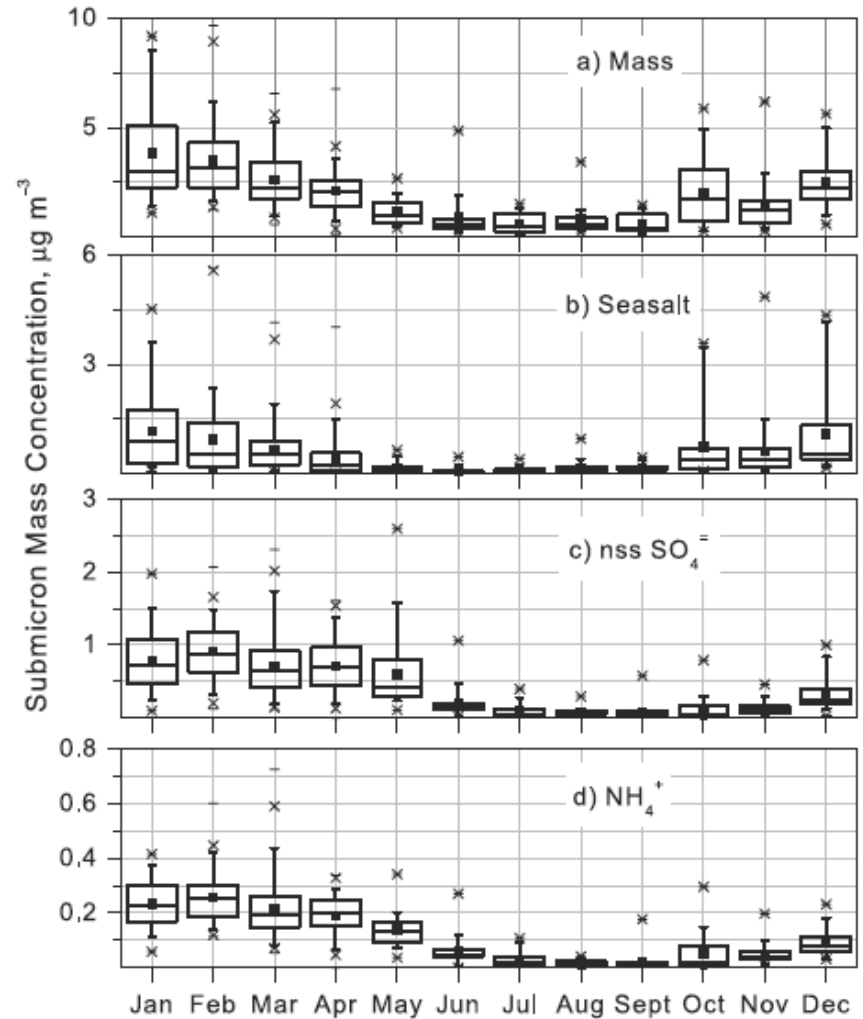 Submicron Mass Concentration, µg m⁻³
10
5
a) Mass
6
3
b) Seasalt
3
2
1
c) nss SO₄⁼
0.8
0.6
0.4
0.2
d) NH₄⁺
Jan Feb Mar Apr May Jun Jul Aug Sept Oct Nov Dec